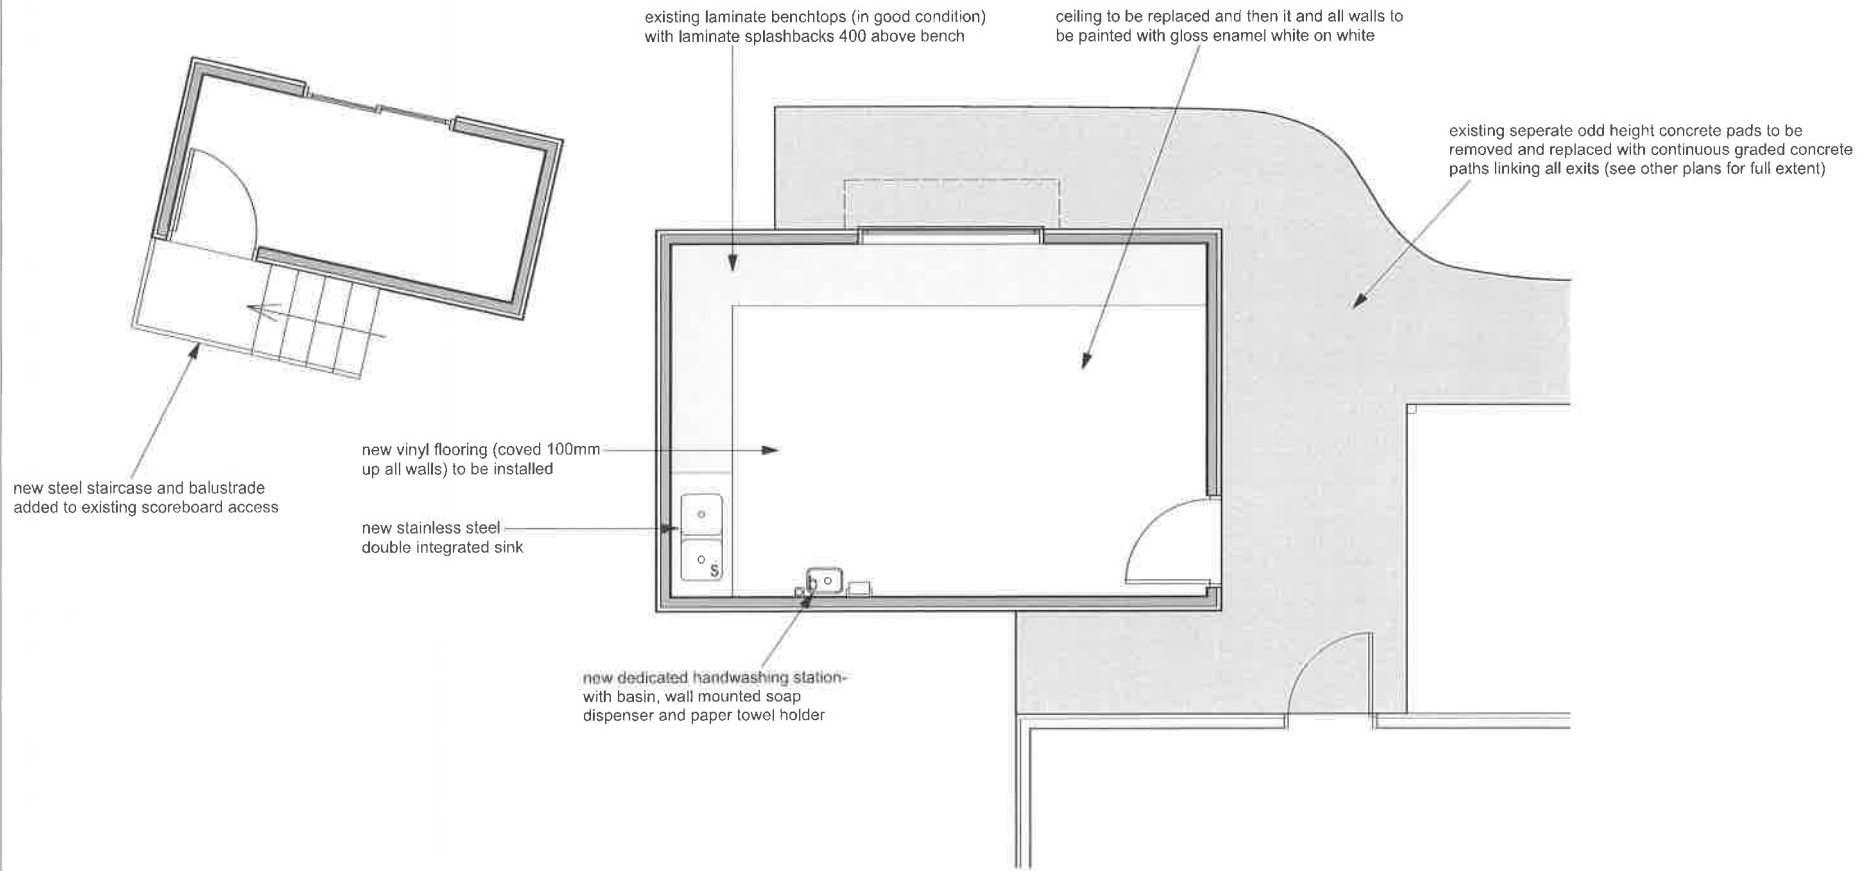 existing laminate benchtops (in good condition)
with laminate splashbacks 400 above bench
ceiling to be replaced and then it and all walls to
be painted with gloss enamel white on white
existing seperate odd height concrete pads to be
removed and replaced with continuous graded concrete
paths linking all exits (see other plans for full extent)
new vinyl flooring (coved 100mm
up all walls) to be installed
new steel staircase and balustrade
added to existing scoreboard access
new stainless steel
double integrated sink
S
new dedicated handwashing station-
with basin, wall mounted soap
dispenser and paper towel holder